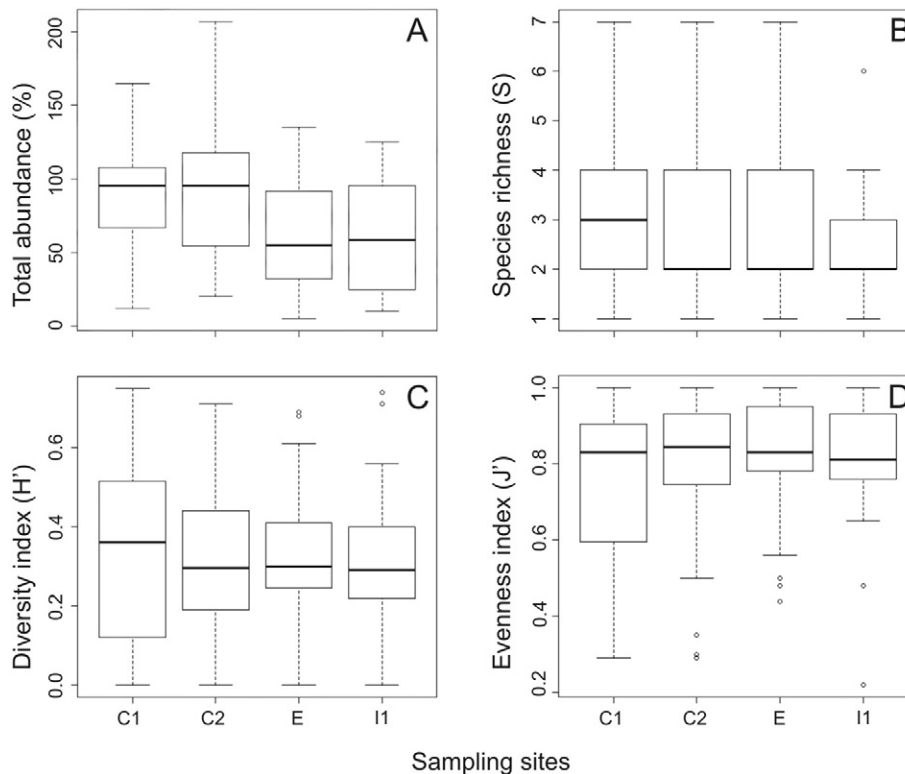 A
Total abundance (%)
200
150
100
50
0
B
Species richness (S)
7
6
5
4
3
2
1
C
Diversity index (H')
0.6
0.4
0.2
0.0
C1 C2 E I1
D
Evenness index (J')
1.0
0.8
0.6
0.4
0.2
C1 C2 E I1
Sampling sites